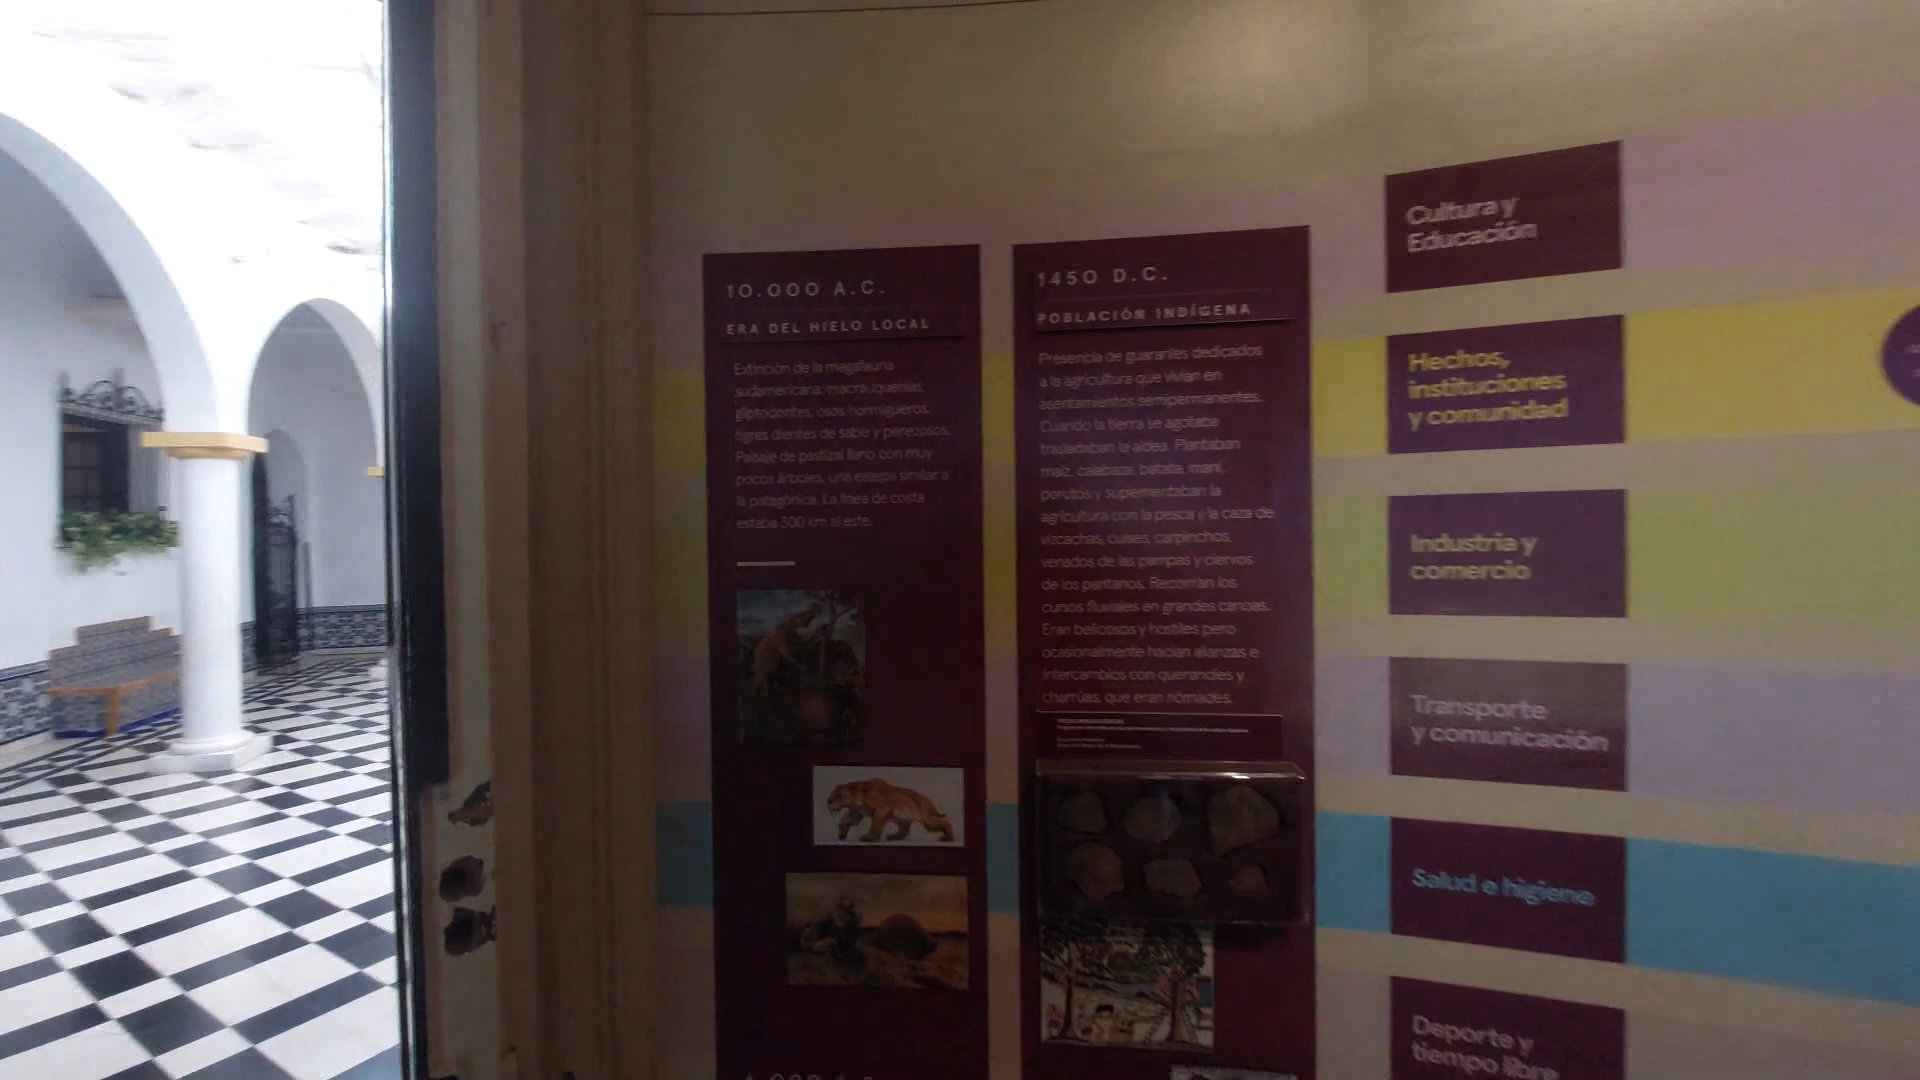 10.000 A.C.
ERA DEL HIELO LOCAL
Extinción de la megafauna
sudamericana: macrauquenias,
gliptodontes, osos hormigueros,
tigres dientes de sable y perezosos.
Paisaje de pastizal llano con muy
pocos árboles, una estepa similar a
la patagónica. La línea de costa
estaba 300 km al este.
1450 D.C.
POBLACIÓN INDÍGENA
Presencia de guaraníes dedicados
a la agricultura que vivían en
asentamientos semipermanentes.
Cuando la tierra se agotaba
trasladaban la aldea. Plantaban
maíz, calabaza, batata, maní,
porotos y suplementaban la
agricultura con la pesca y la caza de
vizcachas, cuises, carpinchos,
venados de las pampas y ciervos
de los pantanos. Recorrían los
cursos fluviales en grandes canoas.
Eran belicosos y hostiles pero
ocasionalmente hacían alianzas e
intercambios con querandíes y
charrúas, que eran nómades.
Cultura y
Educación
Hechos,
instituciones
y comunidad
Industria y
comercio
Transporte
y comunicación
Salud e higiene
Deporte y
tiempo libre